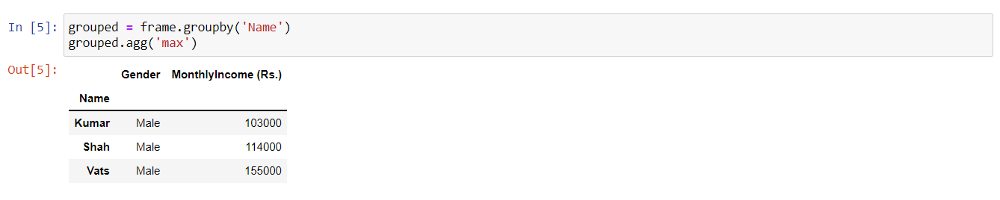 In [5]: grouped = frame.groupby('Name')
grouped.agg('max')
Out[5]:
Gender MonthlyIncome (Rs.)
Name
Kumar Male 103000
Shah Male 114000
Vats Male 155000